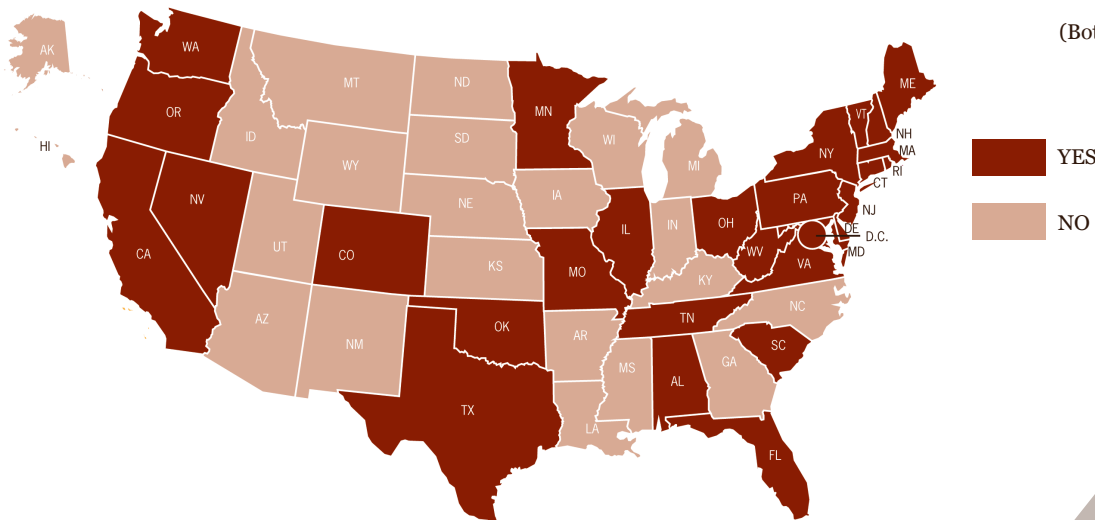 (Bot
AK
WA
MT
ND
MN
ME
OR
VT
ID
SD
WI
NH
HI
WY
MI
NY
MA
YES
RI
CT
IA
NV
NE
PA
NJ
IN
OH
NO
UT
IL
DE
D.C.
CA
CO
WV
MD
KS
MO
VA
KY
NC
AZ
OK
TN
AR
NM
SC
MS
GA
AL
TX
LA
FL